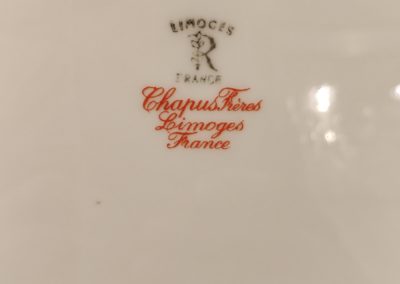 LIMOGES
R
FRANCE
Chapus Frères
Limoges
France